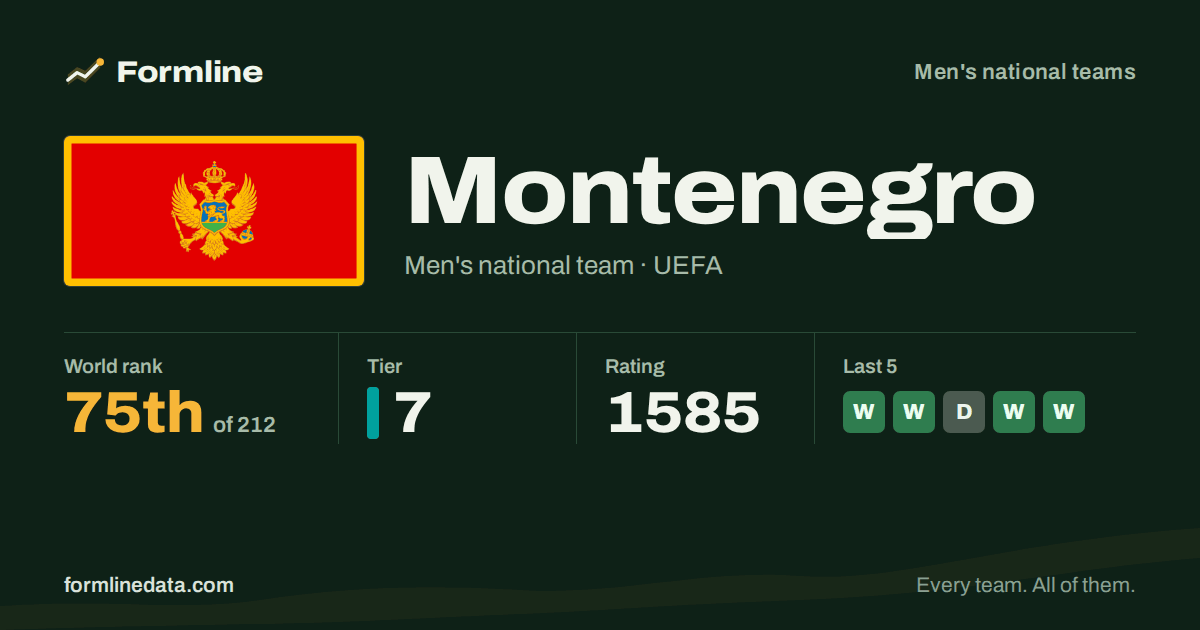 Formline
Men's national teams
Montenegro
Men's national team · UEFA
World rank
75th of 212
Tier
7
Rating
1585
Last 5
W W D W W
formlinedata.com
Every team. All of them.